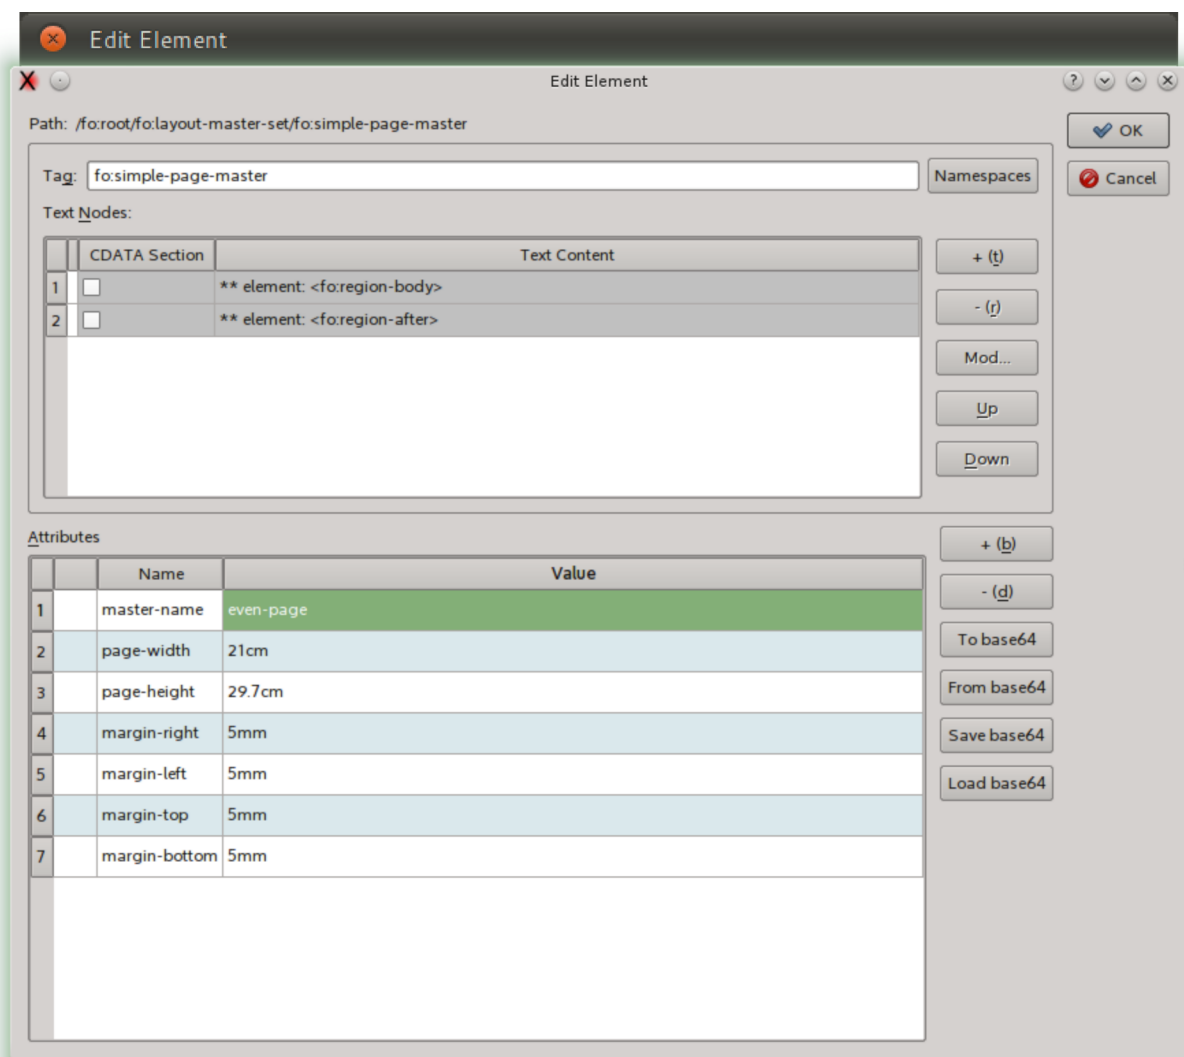 Edit Element
Edit Element
Path: /fo:root/fo:layout-master-set/fo:simple-page-master
OK
Tag: fo:simple-page-master Namespaces
Cancel
Text Nodes:
CDATA Section Text Content
+ (t)
1 ** element: <fo:region-body>
- (r)
2 ** element: <fo:region-after>
Mod...
Up
Down
Attributes
+ (b)
Name Value
- (d)
1 master-name even-page
To base64
2 page-width 21cm
From base64
3 page-height 29.7cm
Save base64
4 margin-right 5mm
Load base64
5 margin-left 5mm
6 margin-top 5mm
7 margin-bottom 5mm